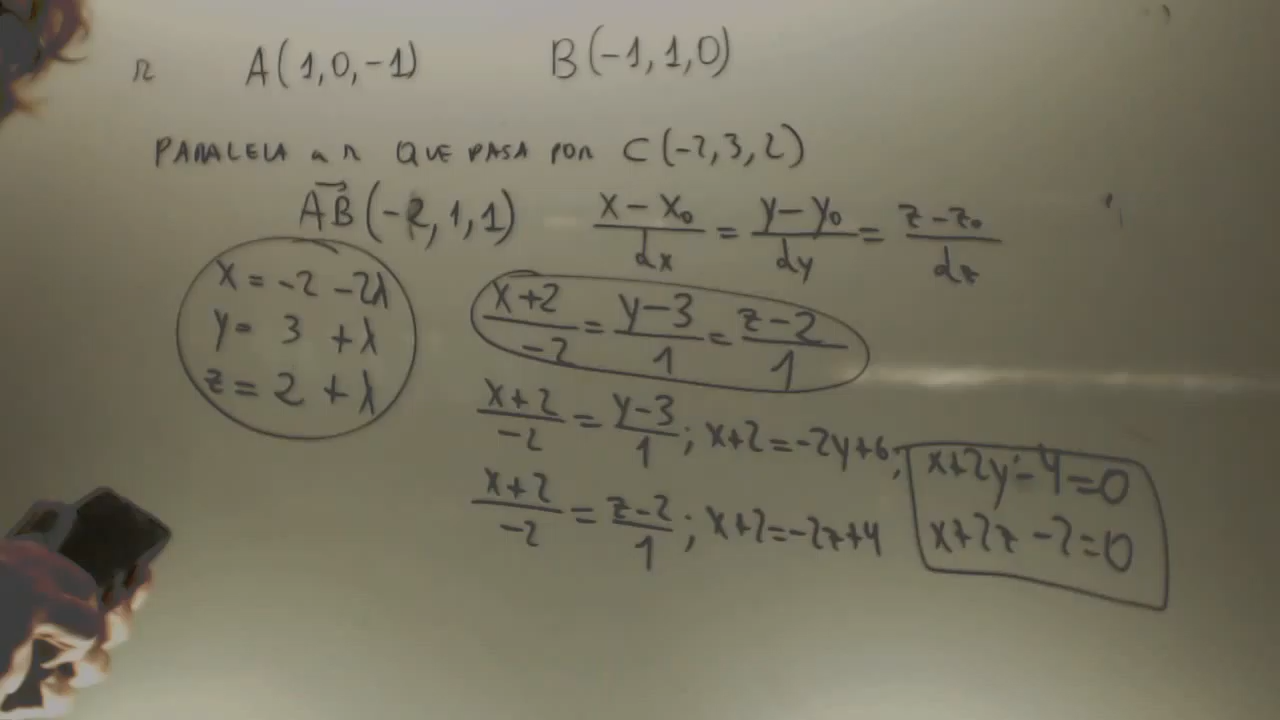 r A(1,0,-1) B(-1,1,0)
PARALELA a r QUE PASA POR C(-2,3,2)
AB(-2,1,1) x-x₀/dx = y-y₀/dy = z-z₀/dz
x = -2 -2λ
y = 3 +λ
z = 2 +λ
x+2/-2 = y-3/1 = z-2/1
x+2/-2 = y-3/1 ; x+2=-2y+6; x+2y-4=0
x+2/-2 = z-2/1 ; x+2=-2z+4 x+2z-2=0